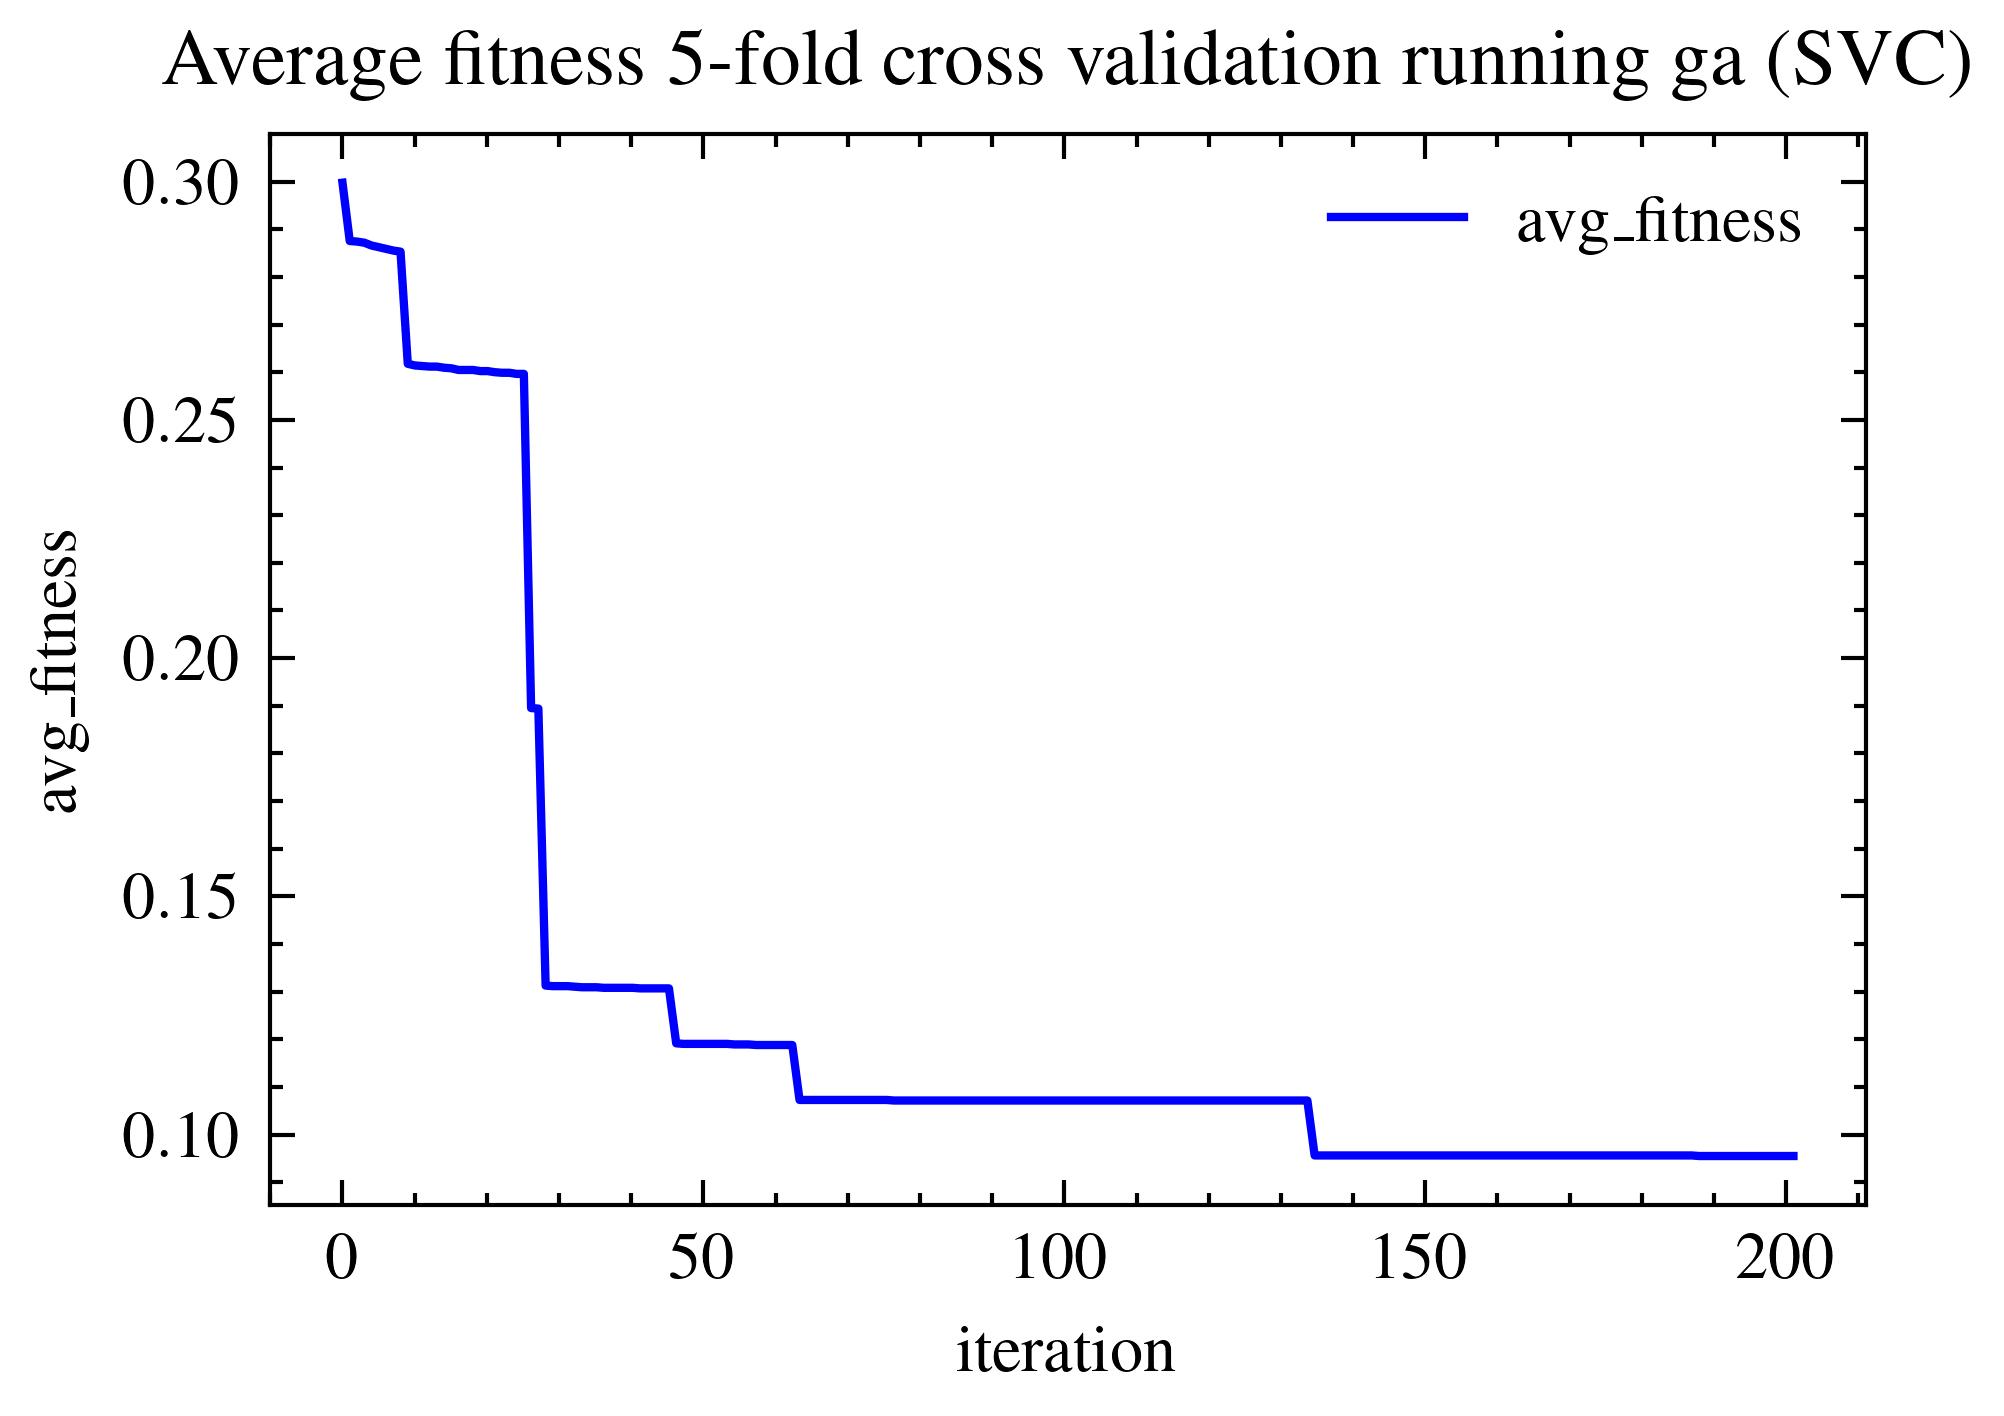 Average fitness 5-fold cross validation running ga (SVC)
avg_fitness
0.30
0.25
0.20
0.15
0.10
avg_fitness
0 50 100 150 200
iteration